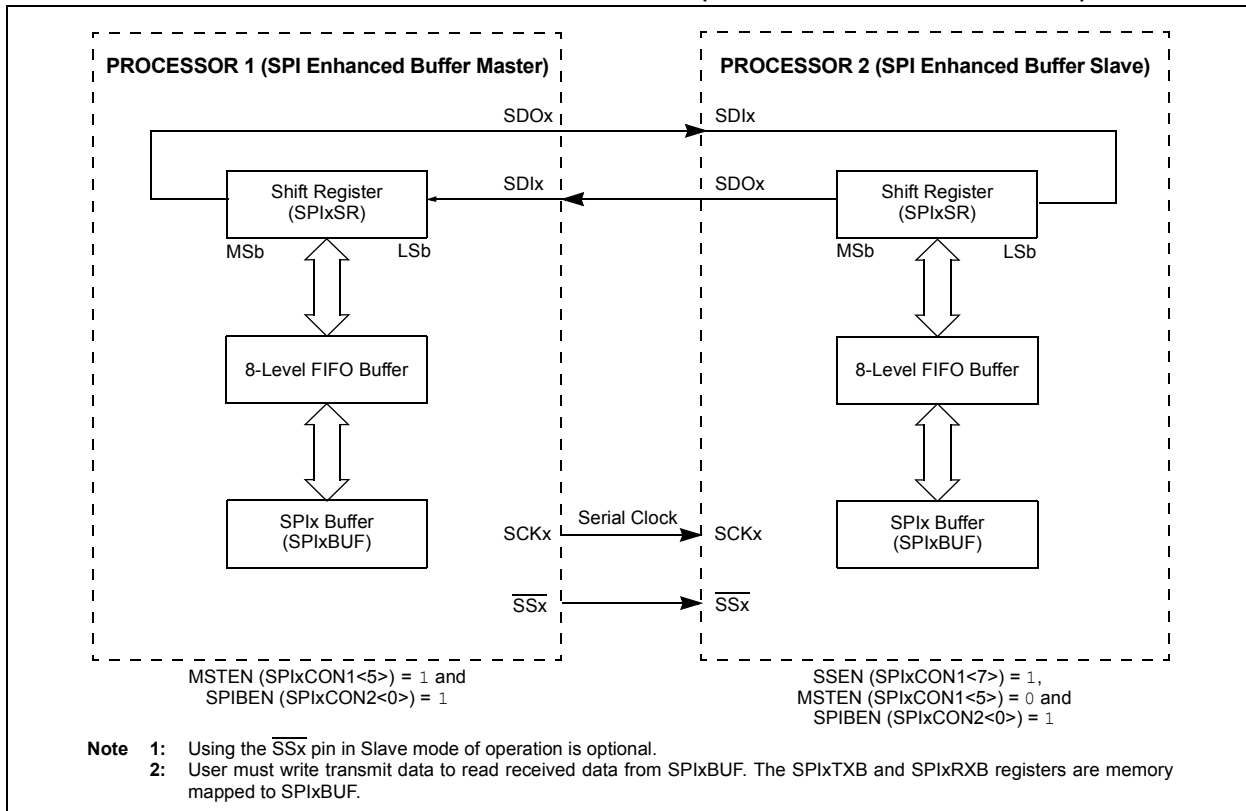 PROCESSOR 1 (SPI Enhanced Buffer Master)
PROCESSOR 2 (SPI Enhanced Buffer Slave)
SDOx
SDIx
SDIx
SDOx
Shift Register
(SPIxSR)
Shift Register
(SPIxSR)
MSb
LSb
MSb
LSb
8-Level FIFO Buffer
8-Level FIFO Buffer
SPIx Buffer
(SPIxBUF)
SPIx Buffer
(SPIxBUF)
SCKx
Serial Clock
SCKx
SSx
SSx
MSTEN (SPIxCON1<5>) = 1 and
SPIBEN (SPIxCON2<0>) = 1
SSEN (SPIxCON1<7>) = 1,
MSTEN (SPIxCON1<5>) = 0 and
SPIBEN (SPIxCON2<0>) = 1
Note 1: Using the SSx pin in Slave mode of operation is optional.
2: User must write transmit data to read received data from SPIxBUF. The SPIxTXB and SPIxRXB registers are memory
mapped to SPIxBUF.